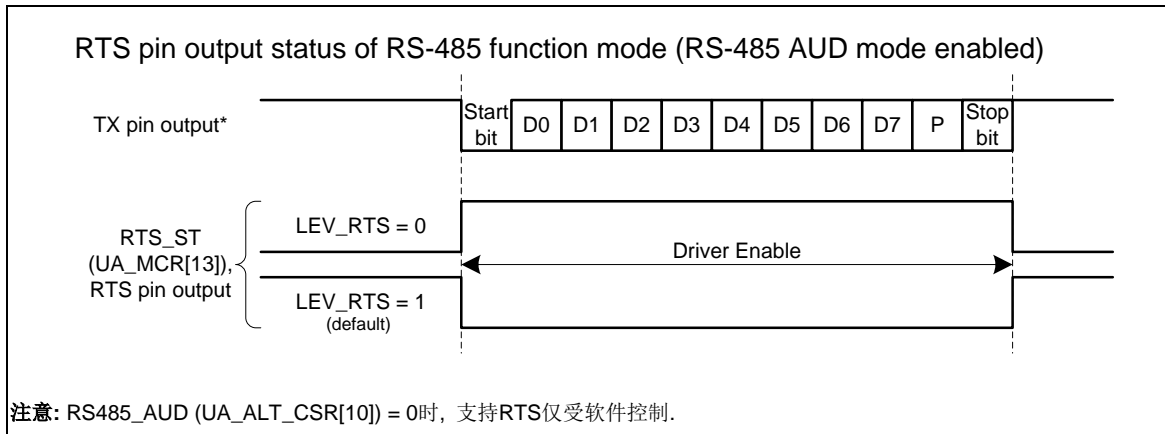 RTS pin output status of RS-485 function mode (RS-485 AUD mode enabled)
TX pin output*
Start
bit
D0
D1
D2
D3
D4
D5
D6
D7
P
Stop
bit
RTS_ST
(UA_MCR[13]),
RTS pin output
LEV_RTS = 0
Driver Enable
LEV_RTS = 1
(default)
注意: RS485_AUD (UA_ALT_CSR[10]) = 0时, 支持RTS仅受软件控制.